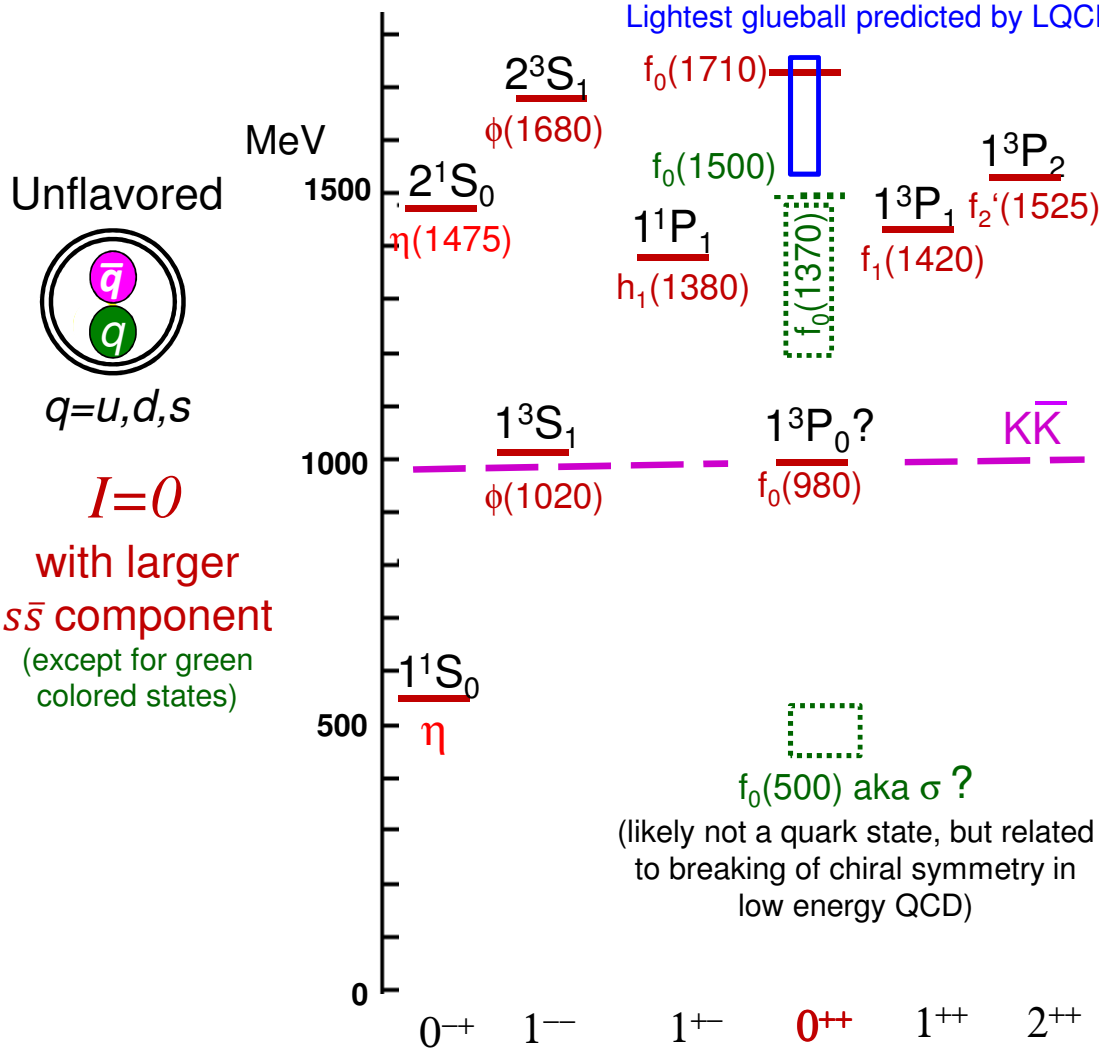 Lightest glueball predicted by LQCD
2³S₁
f₀(1710)
ϕ(1680)
MeV
1³P₂
f₀(1500)
2¹S₀
Unflavored
1500
1³P₁
f₂‘(1525)
1¹P₁
η(1475)
f₀(1370)
f₁(1420)
q̅
h₁(1380)
q
q=u,d,s
1³S₁
1³P₀?
KK̅
1000
f₀(980)
ϕ(1020)
I=0
with larger
ss̄ component
(except for green
colored states)
1¹S₀
500
η
f₀(500) aka σ ?
(likely not a quark state, but related
to breaking of chiral symmetry in
low energy QCD)
0
0⁻⁺ 1⁻⁻ 1⁺⁻ 0⁺⁺ 1⁺⁺ 2⁺⁺